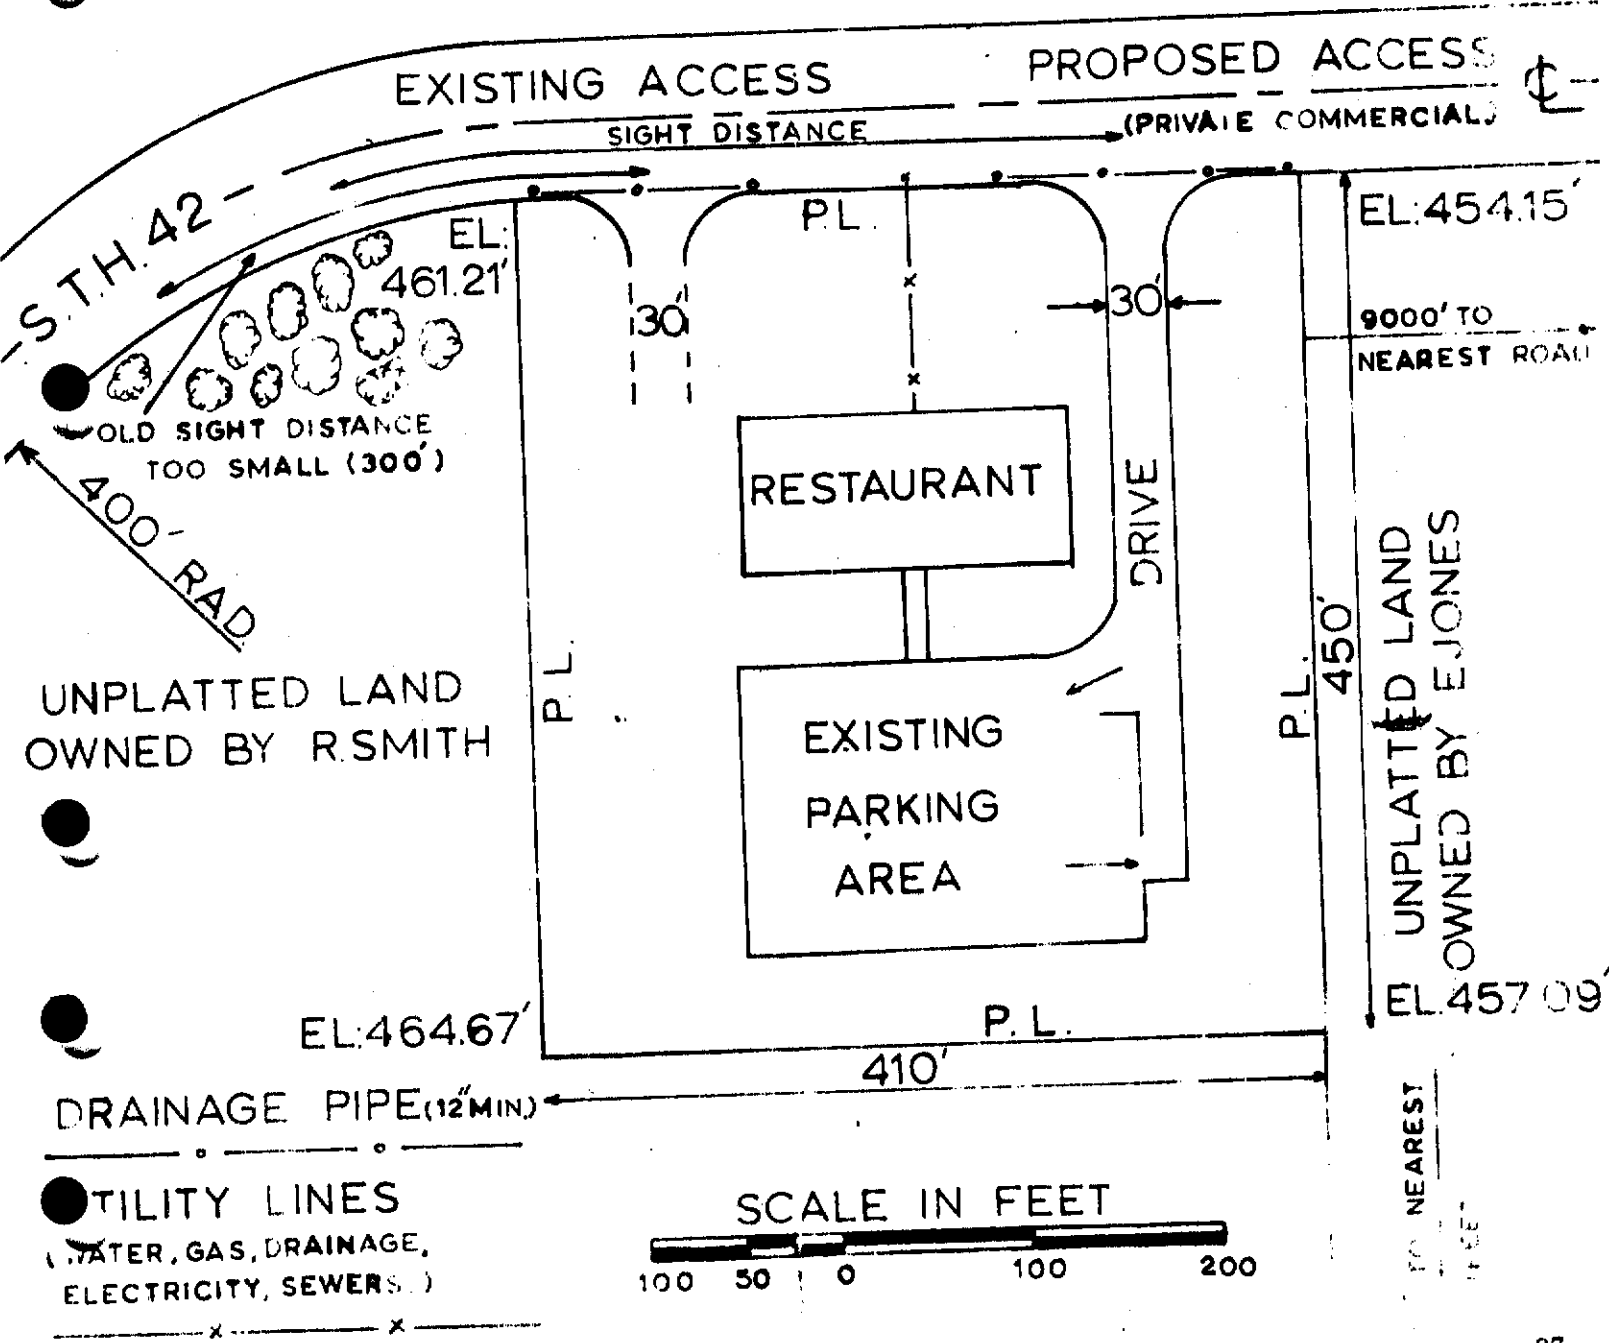 EXISTING ACCESS
PROPOSED ACCESS
(PRIVATE COMMERCIAL)
SIGHT DISTANCE
S.T.H. 42
P.L.
EL:
461.21'
EL:454.15'
30'
30'
9000' TO
NEAREST ROAD
OLD SIGHT DISTANCE
TOO SMALL (300')
400' RAD.
RESTAURANT
DRIVE
UNPLATTED LAND
OWNED BY R.SMITH
P.L.
EXISTING
PARKING
AREA
P.L.
450'
UNPLATTED LAND
OWNED BY E.JONES
EL:464.67'
P.L.
EL.457.09'
410'
DRAINAGE PIPE (12"MIN.)
TILITY LINES
(WATER, GAS, DRAINAGE,
ELECTRICITY, SEWERS.)
SCALE IN FEET
100 50 0 100 200
TO NEAREST